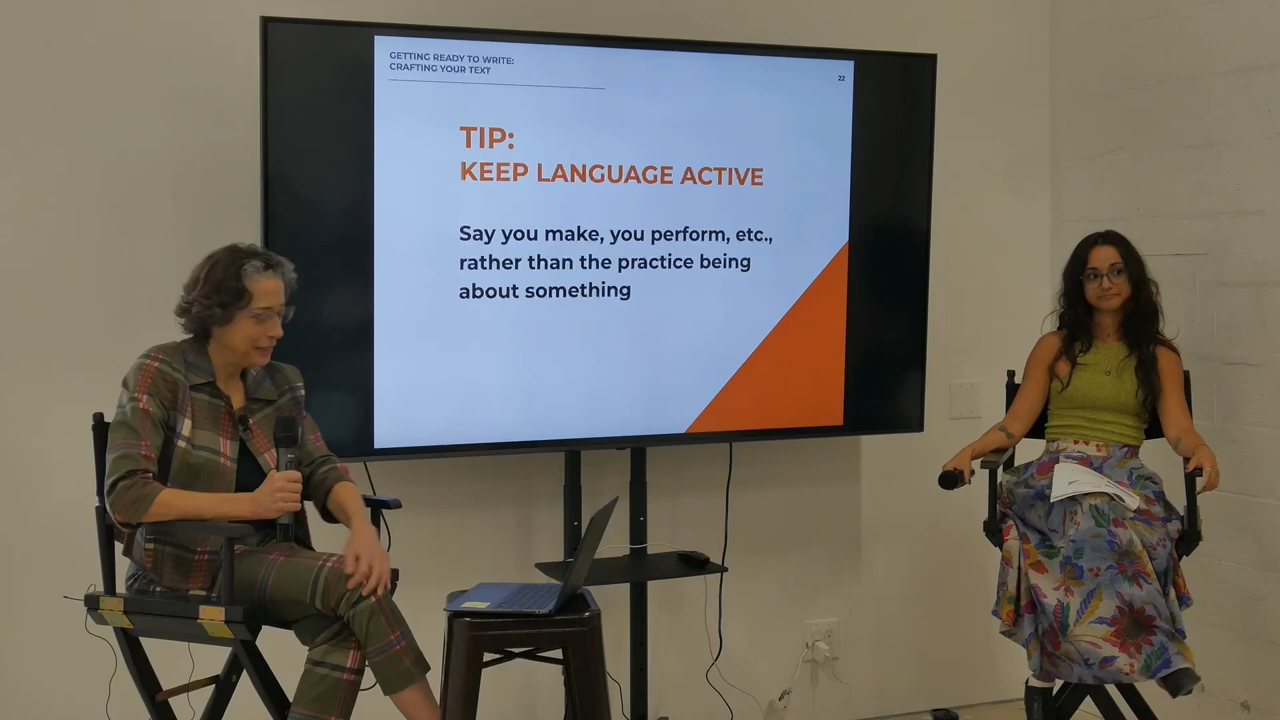 GETTING READY TO WRITE:
CRAFTING YOUR TEXT
22
TIP:
KEEP LANGUAGE ACTIVE
Say you make, you perform, etc.,
rather than the practice being
about something